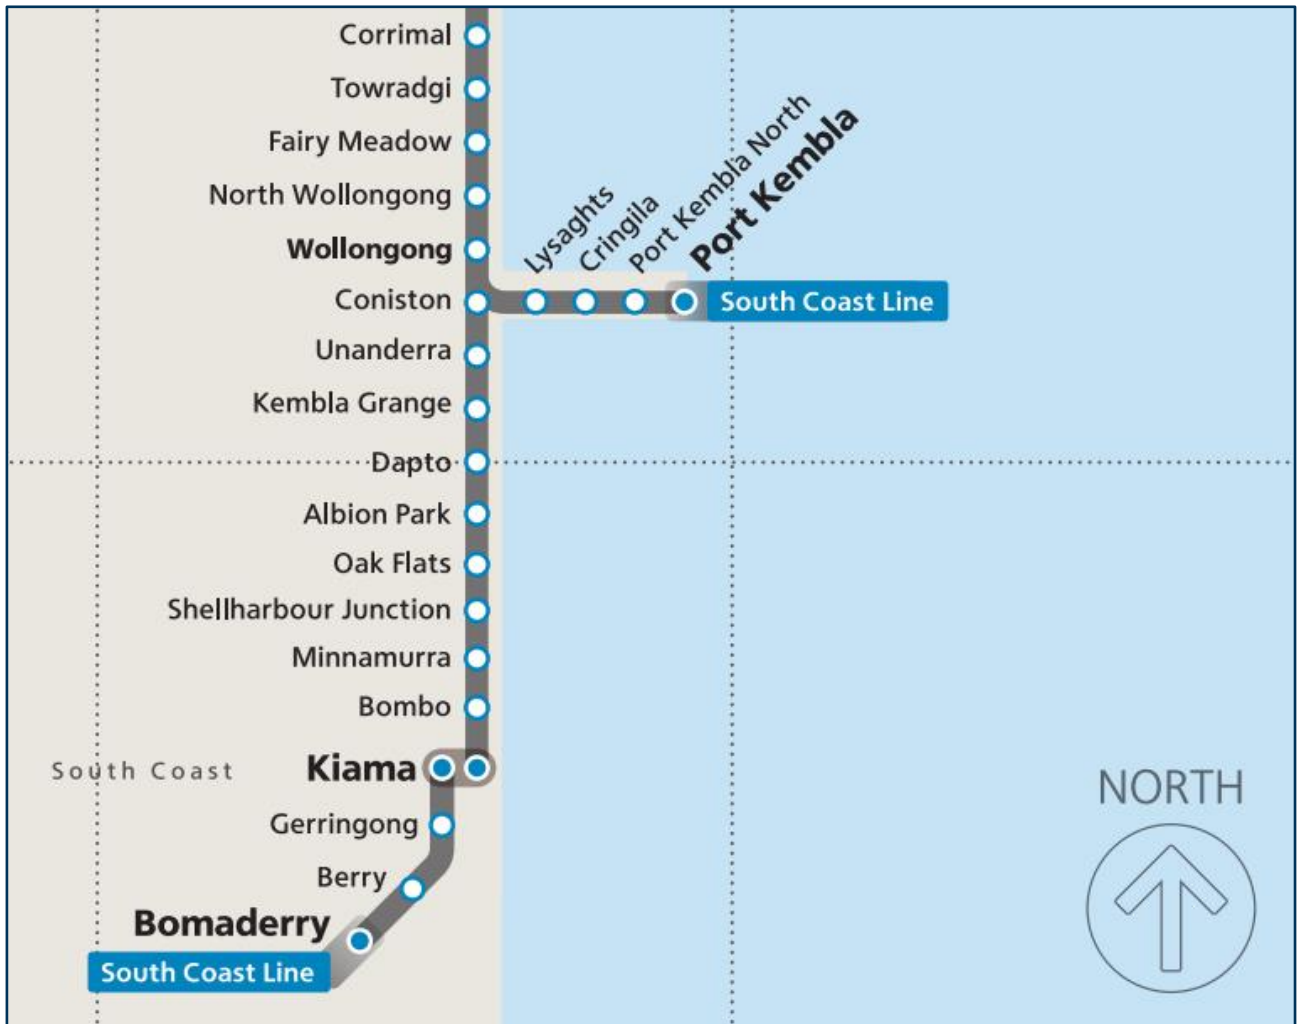 Corrimal
Towradgi
Fairy Meadow
North Wollongong
Wollongong
Lysaghts
Cringila
Port Kembla North
Port Kembla
Coniston
South Coast Line
Unanderra
Kembla Grange
Dapto
Albion Park
Oak Flats
Shellharbour Junction
Minnamurra
Bombo
South Coast
Kiama
NORTH
Gerringong
Berry
Bomaderry
South Coast Line